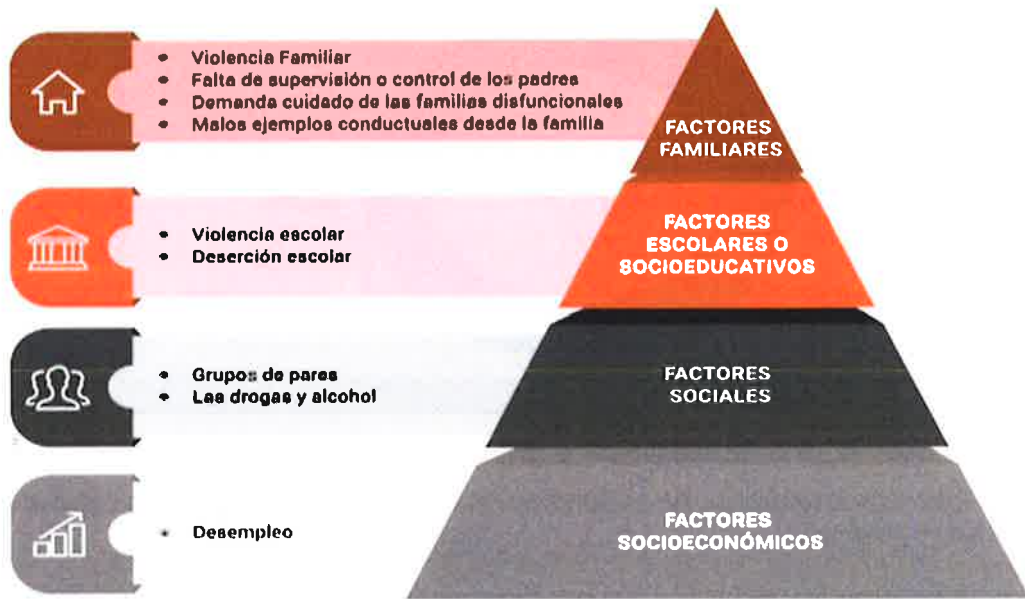 • Violencia Familiar
• Falta de supervisión o control de los padres
• Demanda cuidado de las familias disfuncionales
• Malos ejemplos conductuales desde la familia
FACTORES
FAMILIARES
• Violencia escolar
• Deserción escolar
FACTORES
ESCOLARES O
SOCIOEDUCATIVOS
• Grupos de pares
• Las drogas y alcohol
FACTORES
SOCIALES
• Desempleo
FACTORES
SOCIOECONÓMICOS